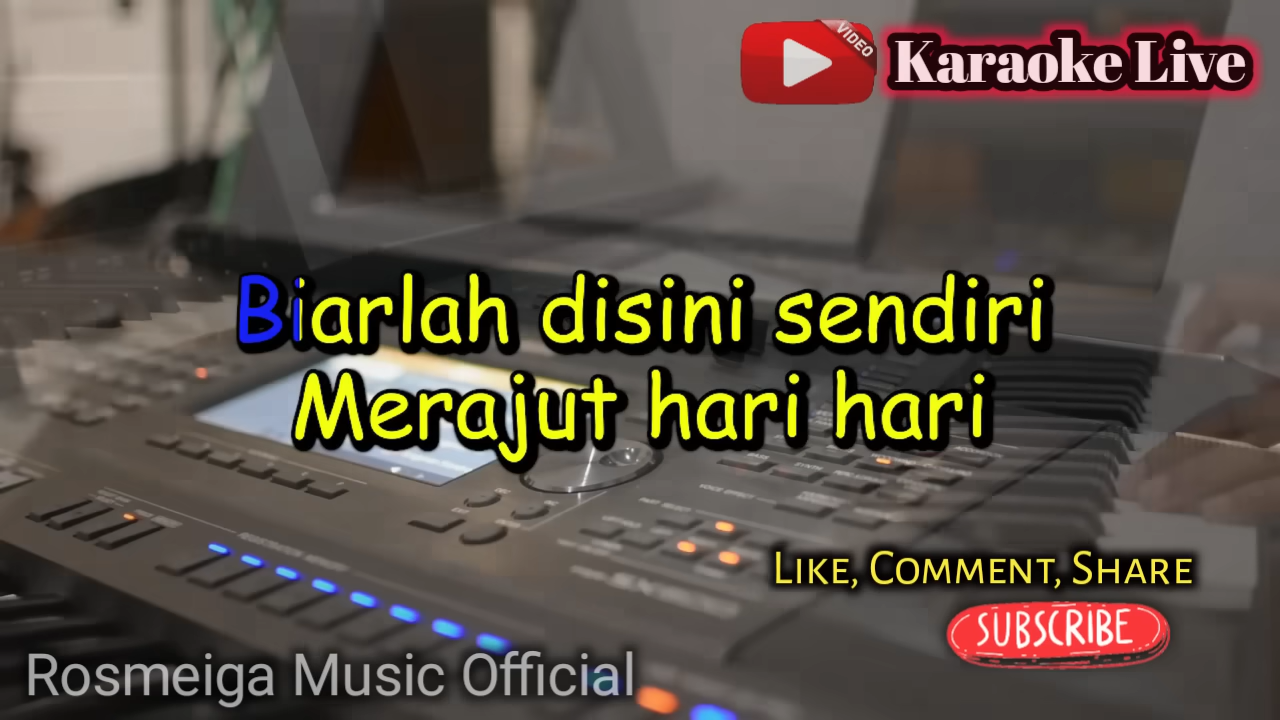 VIDEO
Karaoke Live
Biarlah disini sendiri
Merajut hari hari
LIKE, COMMENT, SHARE
SUBSCRIBE
Rosmeiga Music Official